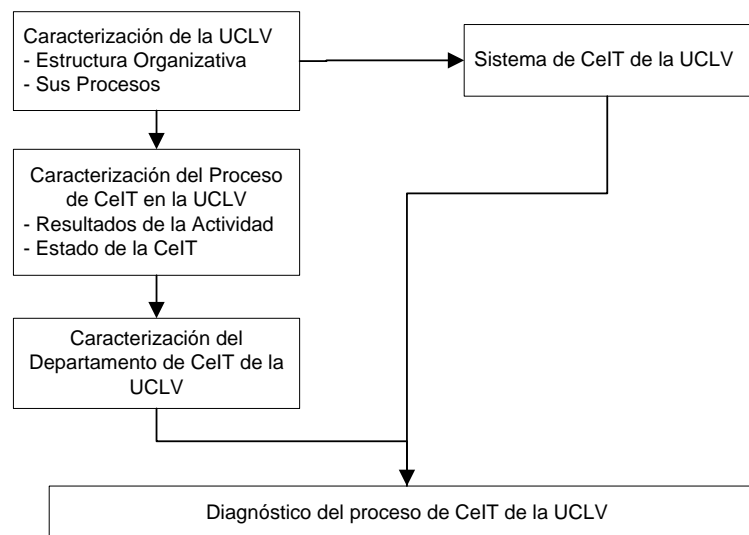 Caracterización de la UCLV
- Estructura Organizativa
- Sus Procesos
Sistema de CeIT de la UCLV
Caracterización del Proceso
de CeIT en la UCLV
- Resultados de la Actividad
- Estado de la CeIT
Caracterización del
Departamento de CeIT de la
UCLV
Diagnóstico del proceso de CeIT de la UCLV